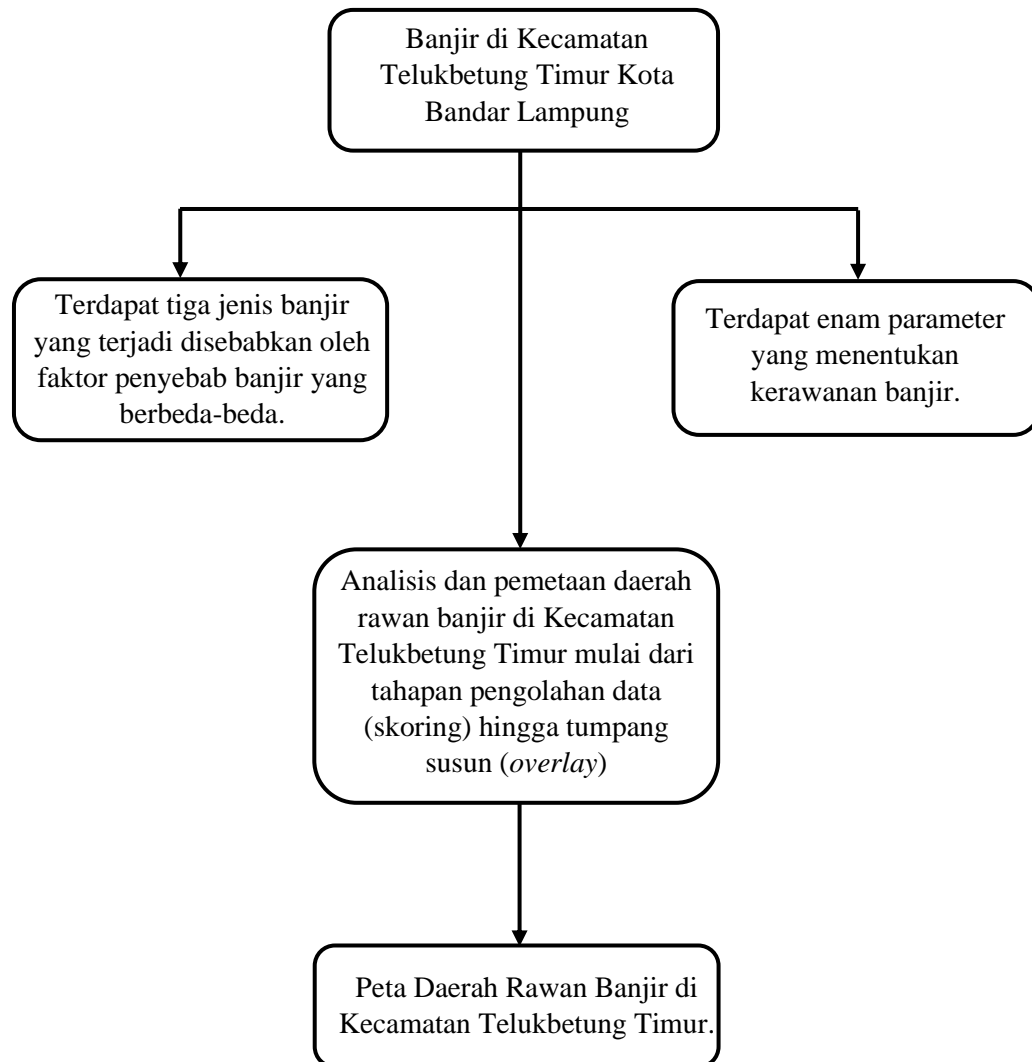 Banjir di Kecamatan
Telukbetung Timur Kota
Bandar Lampung
Terdapat tiga jenis banjir
yang terjadi disebabkan oleh
faktor penyebab banjir yang
berbeda-beda.
Terdapat enam parameter
yang menentukan
kerawanan banjir.
Analisis dan pemetaan daerah
rawan banjir di Kecamatan
Telukbetung Timur mulai dari
tahapan pengolahan data
(skoring) hingga tumpang
susun (overlay)
Peta Daerah Rawan Banjir di
Kecamatan Telukbetung Timur.